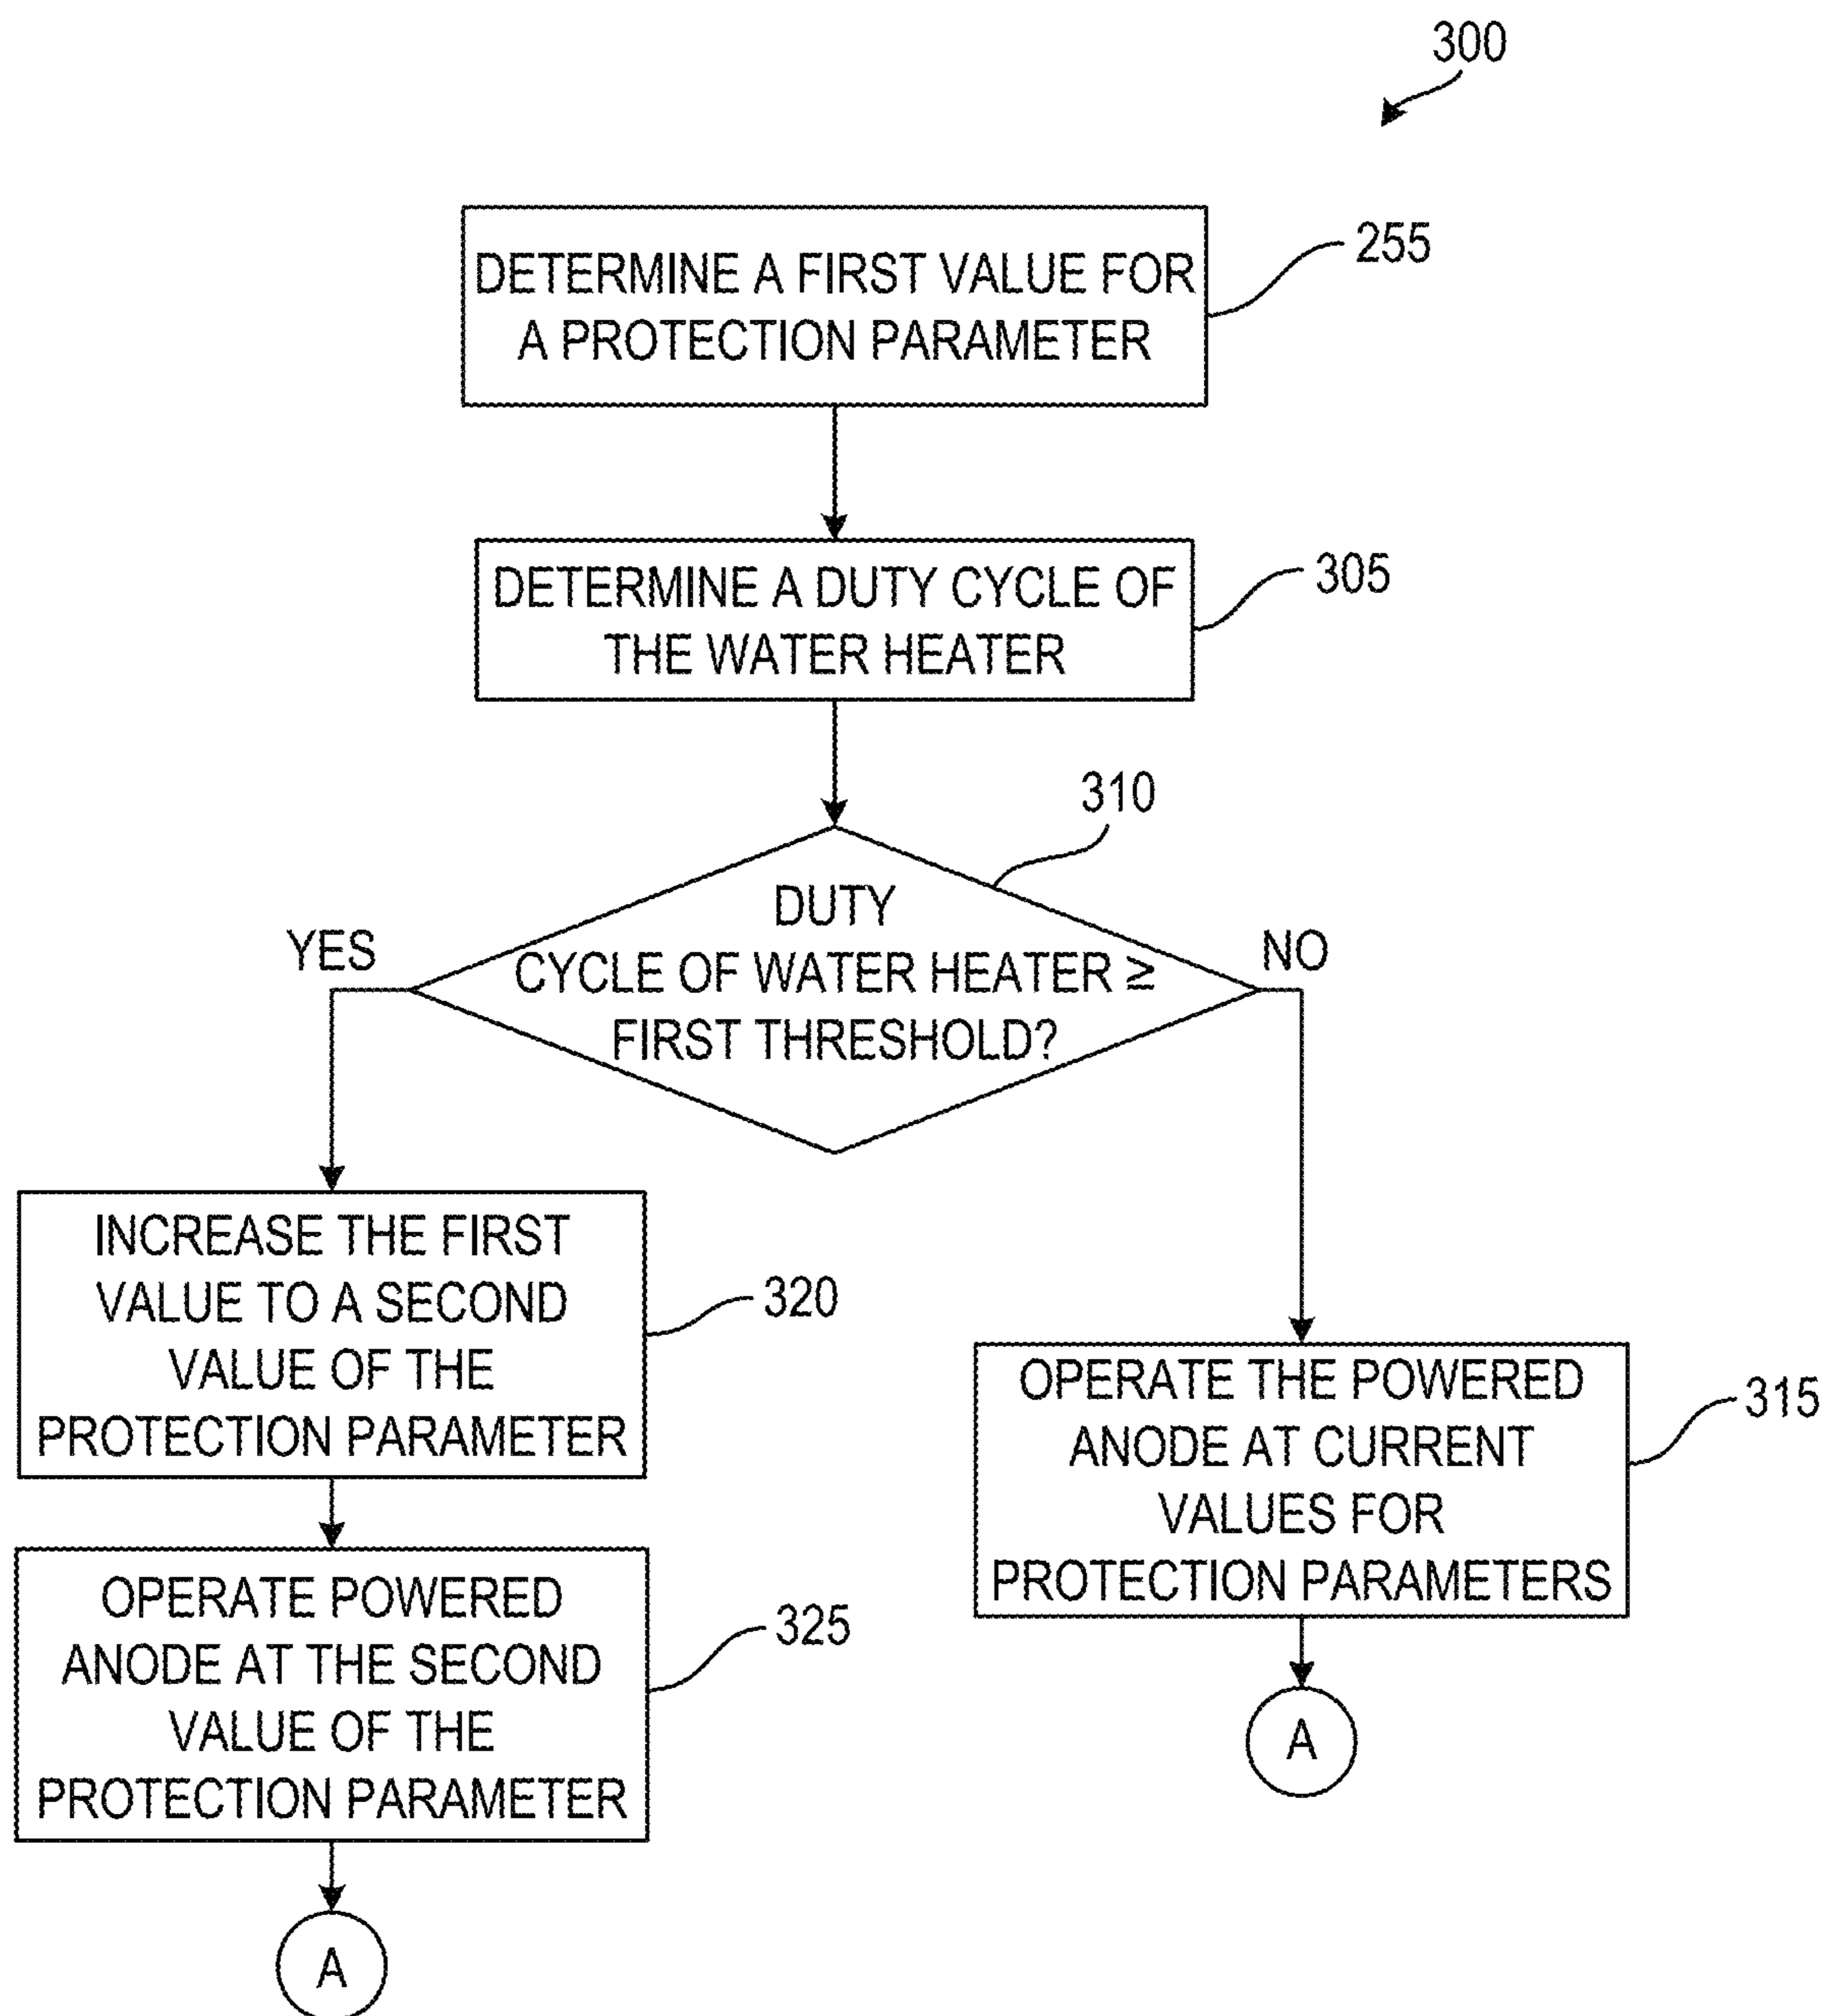 300
DETERMINE A FIRST VALUE FOR
A PROTECTION PARAMETER
255
DETERMINE A DUTY CYCLE OF
THE WATER HEATER
305
310
DUTY
CYCLE OF WATER HEATER ≥
FIRST THRESHOLD?
YES
NO
INCREASE THE FIRST
VALUE TO A SECOND
VALUE OF THE
PROTECTION PARAMETER
320
OPERATE THE POWERED
ANODE AT CURRENT
VALUES FOR
PROTECTION PARAMETERS
315
OPERATE POWERED
ANODE AT THE SECOND
VALUE OF THE
PROTECTION PARAMETER
325
A
A